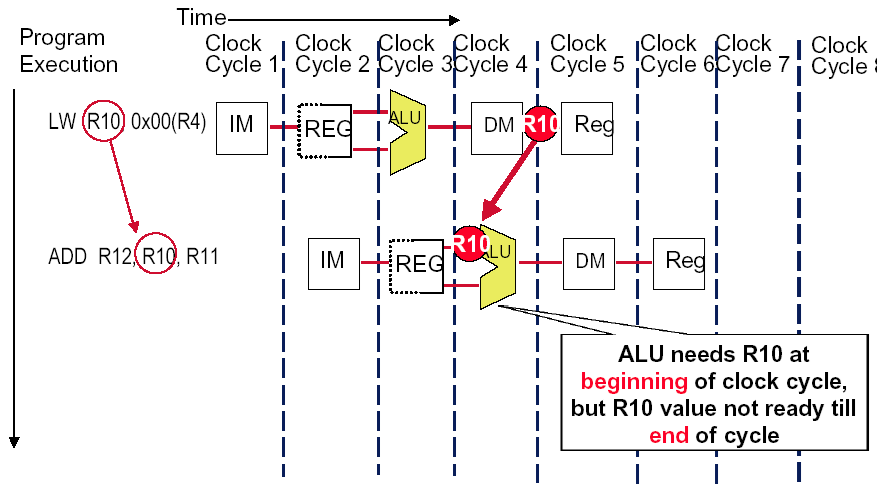 Time
Program
Execution
Clock
Cycle 1
Clock
Cycle 2
Clock
Cycle 3
Clock
Cycle 4
Clock
Cycle 5
Clock
Cycle 6
Clock
Cycle 7
Clock
Cycle 8
LW R10, 0x00(R4)
IM
REG
ALU
DM
R10
Reg
ADD R12, R10, R11
IM
REG
R10
ALU
DM
Reg
ALU needs R10 at
beginning of clock cycle,
but R10 value not ready till
end of cycle